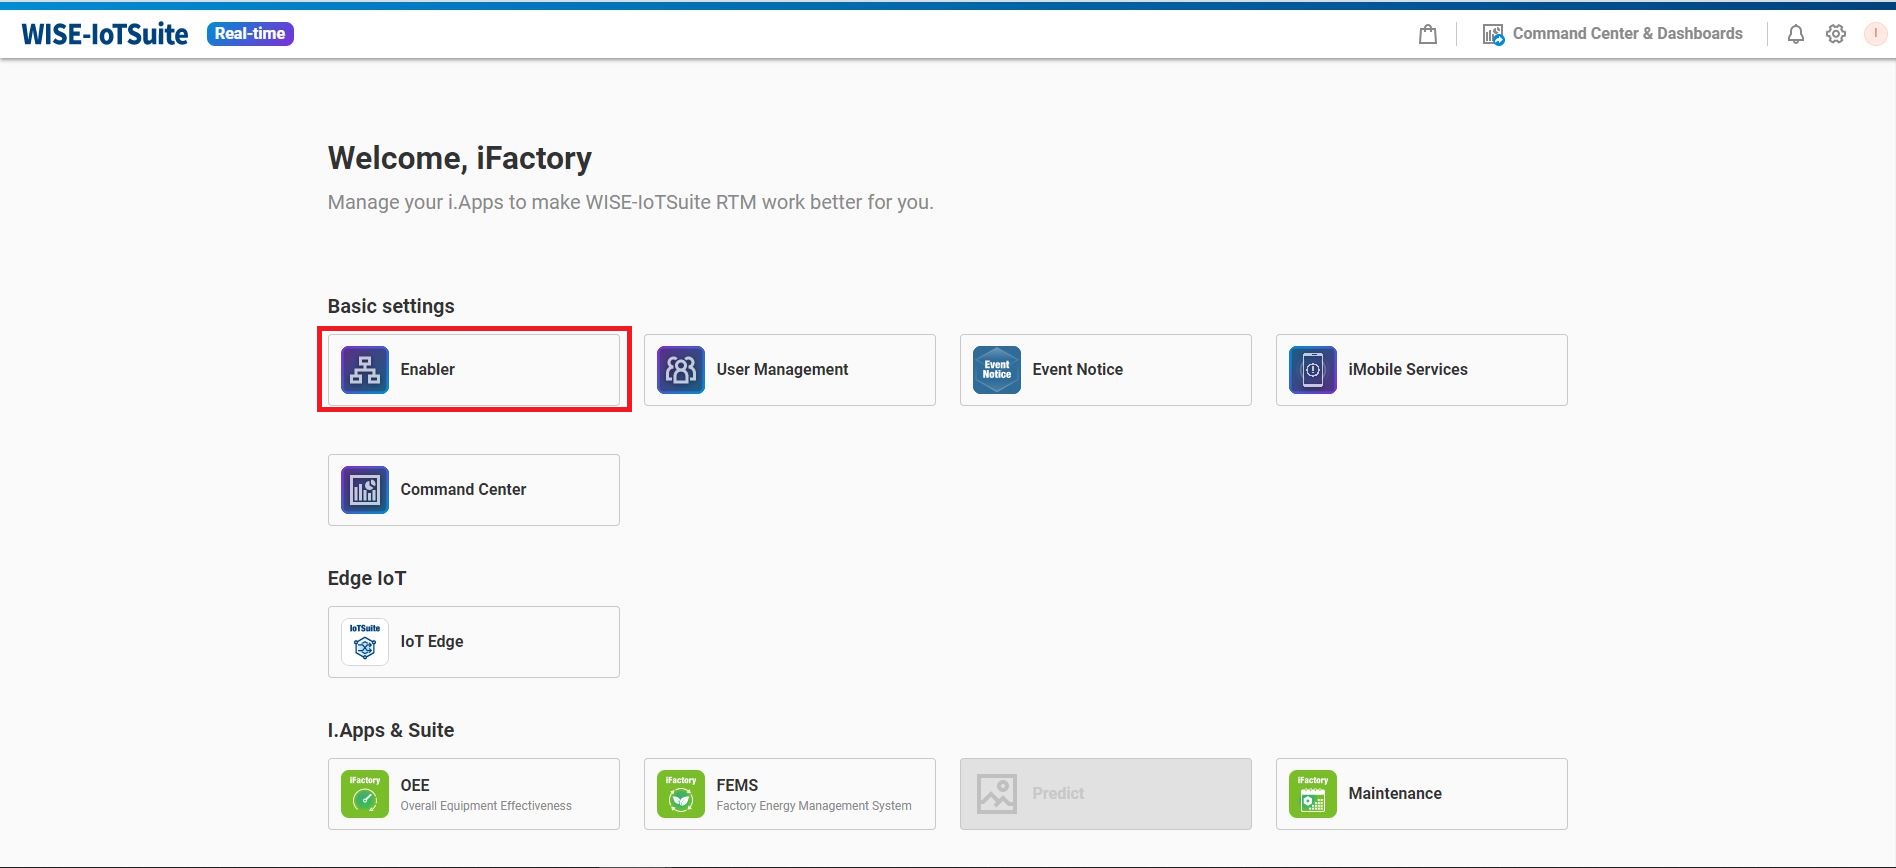 WISE-IoTSuite Real-time Command Center & Dashboards I
Welcome, iFactory
Manage your i.Apps to make WISE-IoTSuite RTM work better for you.
Basic settings
Enabler
User Management
Event Notice
Event Notice
iMobile Services
Command Center
Edge IoT
IoTSuite
IoT Edge
I.Apps & Suite
iFactory
OEE
Overall Equipment Effectiveness
iFactory
FEMS
Factory Energy Management System
Predict
iFactory
Maintenance